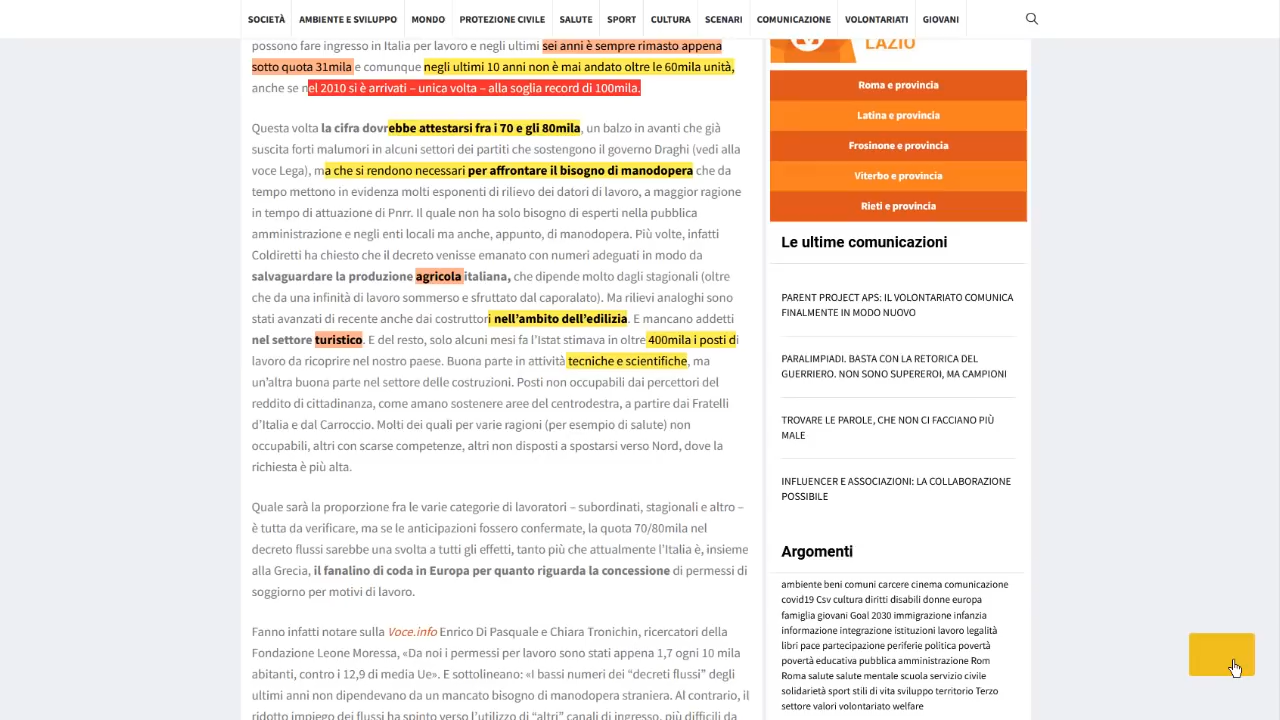 SOCIETÀ AMBIENTE E SVILUPPO MONDO PROTEZIONE CIVILE SALUTE SPORT CULTURA SCENARI COMUNICAZIONE VOLONTARIATI GIOVANI
possono fare ingresso in Italia per lavoro e negli ultimi sei anni è sempre rimasto appena
sotto quota 31mila e comunque negli ultimi 10 anni non è mai andato oltre le 60mila unità,
anche se nel 2010 si è arrivati – unica volta – alla soglia record di 100mila.
Questa volta la cifra dovrebbe attestarsi fra i 70 e gli 80mila, un balzo in avanti che già
suscita forti malumori in alcuni settori dei partiti che sostengono il governo Draghi (vedi alla
voce Lega), ma che si rendono necessari per affrontare il bisogno di manodopera che da
tempo mettono in evidenza molti esponenti di rilievo dei datori di lavoro, a maggior ragione
in tempo di attuazione di Pnrr. Il quale non ha solo bisogno di esperti nella pubblica
amministrazione e negli enti locali ma anche, appunto, di manodopera. Più volte, infatti
Coldiretti ha chiesto che il decreto venisse emanato con numeri adeguati in modo da
salvaguardare la produzione agricola italiana, che dipende molto dagli stagionali (oltre
che da una infinità di lavoro sommerso e sfruttato dal caporalato). Ma rilievi analoghi sono
stati avanzati di recente anche dai costruttori nell'ambito dell'edilizia. E mancano addetti
nel settore turistico. E del resto, solo alcuni mesi fa l'Istat stimava in oltre 400mila i posti di
lavoro da ricoprire nel nostro paese. Buona parte in attività tecniche e scientifiche, ma
un'altra buona parte nel settore delle costruzioni. Posti non occupabili dai percettori del
reddito di cittadinanza, come amano sostenere aree del centrodestra, a partire dai Fratelli
d'Italia e dal Carroccio. Molti dei quali per varie ragioni (per esempio di salute) non
occupabili, altri con scarse competenze, altri non disposti a spostarsi verso Nord, dove la
richiesta è più alta.
Quale sarà la proporzione fra le varie categorie di lavoratori – subordinati, stagionali e altro –
è tutta da verificare, ma se le anticipazioni fossero confermate, la quota 70/80mila nel
decreto flussi sarebbe una svolta a tutti gli effetti, tanto più che attualmente l'Italia è, insieme
alla Grecia, il fanalino di coda in Europa per quanto riguarda la concessione di permessi di
soggiorno per motivi di lavoro.
Fanno infatti notare sulla Voce.info Enrico Di Pasquale e Chiara Tronichin, ricercatori della
Fondazione Leone Moressa, «Da noi i permessi per lavoro sono stati appena 1,7 ogni 10 mila
abitanti, contro i 12,9 di media Ue». E sottolineano: «I bassi numeri dei "decreti flussi" degli
ultimi anni non dipendevano da un mancato bisogno di manodopera straniera. Al contrario, il
ridotto impiego dei flussi ha spinto verso l'utilizzo di "altri" canali di ingresso, più difficili da
LAZIO
Roma e provincia
Latina e provincia
Frosinone e provincia
Viterbo e provincia
Rieti e provincia
Le ultime comunicazioni
PARENT PROJECT APS: IL VOLONTARIATO COMUNICA
FINALMENTE IN MODO NUOVO
PARALIMPIADI. BASTA CON LA RETORICA DEL
GUERRIERO. NON SONO SUPEREROI, MA CAMPIONI
TROVARE LE PAROLE, CHE NON CI FACCIANO PIÙ
MALE
INFLUENCER E ASSOCIAZIONI: LA COLLABORAZIONE
POSSIBILE
Argomenti
ambiente beni comuni carcere cinema comunicazione
covid19 Csv cultura diritti disabili donne europa
famiglia giovani Goal 2030 immigrazione infanzia
informazione integrazione istituzioni lavoro legalità
libri pace partecipazione periferie politica povertà
povertà educativa pubblica amministrazione Rom
Roma salute salute mentale scuola servizio civile
solidarietà sport stili di vita sviluppo territorio Terzo
settore valori volontariato welfare